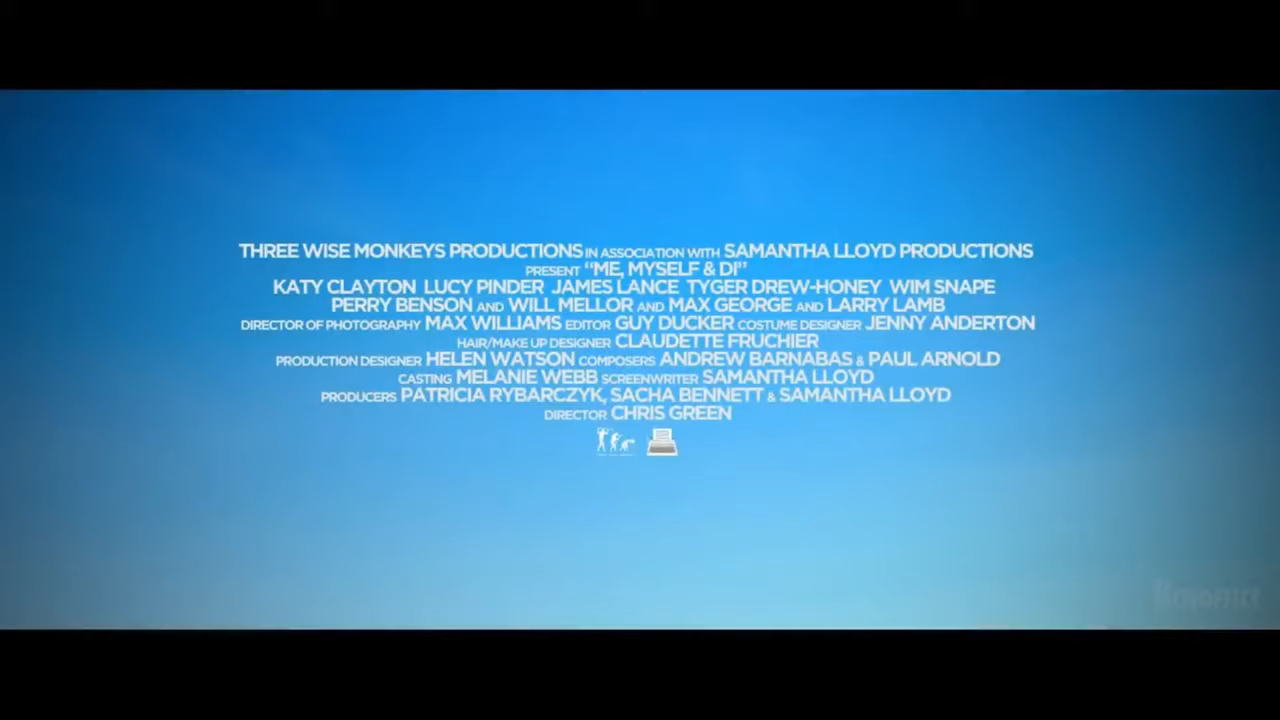 THREE WISE MONKEYS PRODUCTIONS IN ASSOCIATION WITH SAMANTHA LLOYD PRODUCTIONS
PRESENT “ME, MYSELF & DI”
KATY CLAYTON LUCY PINDER JAMES LANCE TYGER DREW-HONEY WIM SNAPE
PERRY BENSON AND WILL MELLOR AND MAX GEORGE AND LARRY LAMB
DIRECTOR OF PHOTOGRAPHY MAX WILLIAMS EDITOR GUY DUCKER COSTUME DESIGNER JENNY ANDERTON
HAIR/MAKE UP DESIGNER CLAUDETTE FRUCHIER
PRODUCTION DESIGNER HELEN WATSON COMPOSERS ANDREW BARNABAS & PAUL ARNOLD
CASTING MELANIE WEBB SCREENWRITER SAMANTHA LLOYD
PRODUCERS PATRICIA RYBARCZYK, SACHA BENNETT & SAMANTHA LLOYD
DIRECTOR CHRIS GREEN